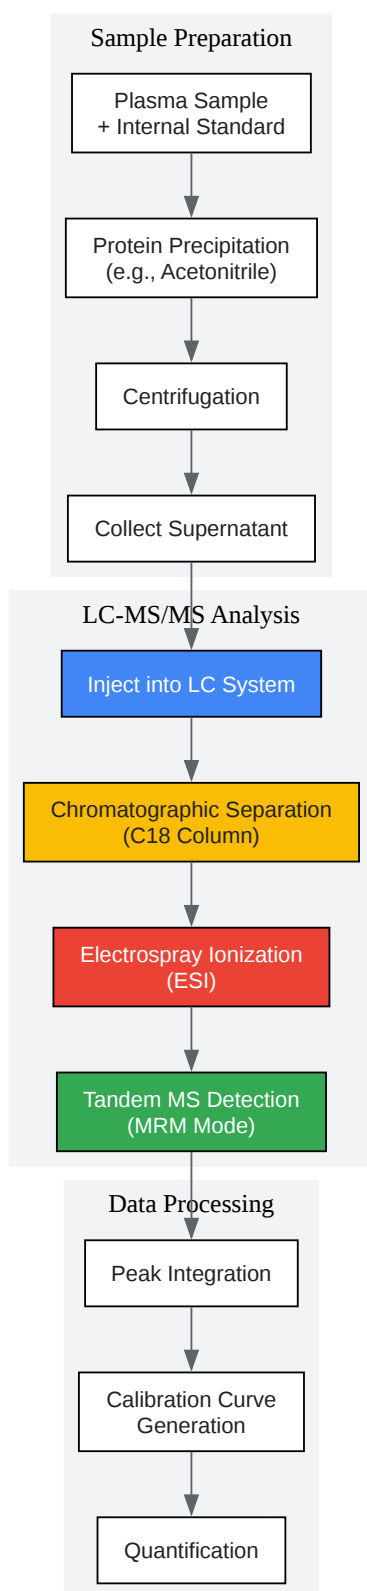 Sample Preparation
Plasma Sample
+ Internal Standard
Protein Precipitation
(e.g., Acetonitrile)
Centrifugation
Collect Supernatant
LC-MS/MS Analysis
Inject into LC System
Chromatographic Separation
(C18 Column)
Electrospray Ionization
(ESI)
Tandem MS Detection
(MRM Mode)
Data Processing
Peak Integration
Calibration Curve
Generation
Quantification